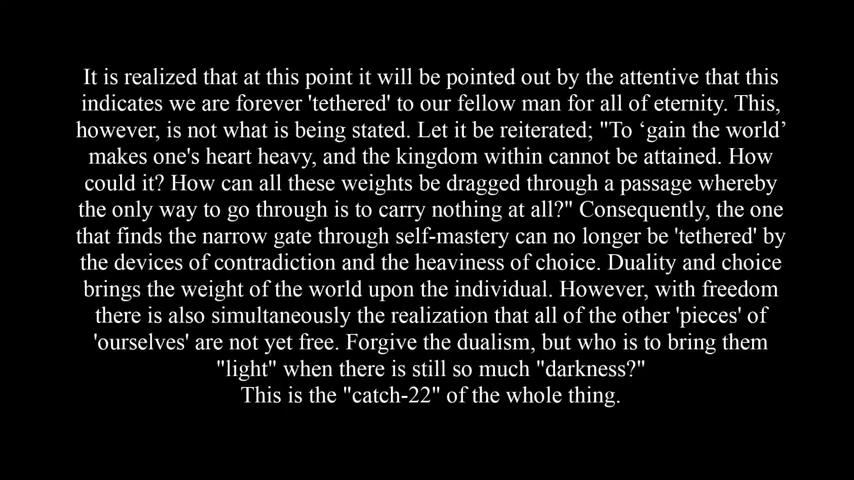 It is realized that at this point it will be pointed out by the attentive that this
indicates we are forever 'tethered' to our fellow man for all of eternity. This,
however, is not what is being stated. Let it be reiterated; "To ‘gain the world’
makes one's heart heavy, and the kingdom within cannot be attained. How
could it? How can all these weights be dragged through a passage whereby
the only way to go through is to carry nothing at all?" Consequently, the one
that finds the narrow gate through self-mastery can no longer be 'tethered' by
the devices of contradiction and the heaviness of choice. Duality and choice
brings the weight of the world upon the individual. However, with freedom
there is also simultaneously the realization that all of the other 'pieces' of
'ourselves' are not yet free. Forgive the dualism, but who is to bring them
"light" when there is still so much "darkness?"
This is the "catch-22" of the whole thing.